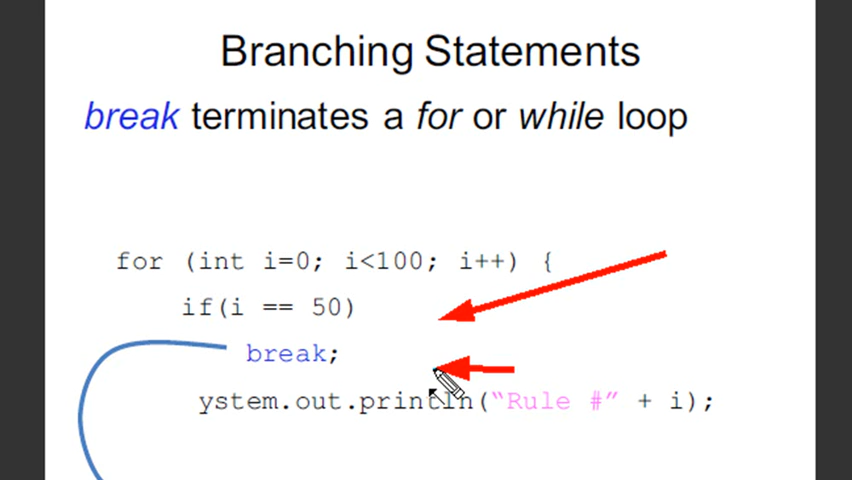 Branching Statements
break terminates a for or while loop
for (int i=0; i<100; i++) {
if(i == 50)
break;
ystem.out.println(“Rule #” + i);